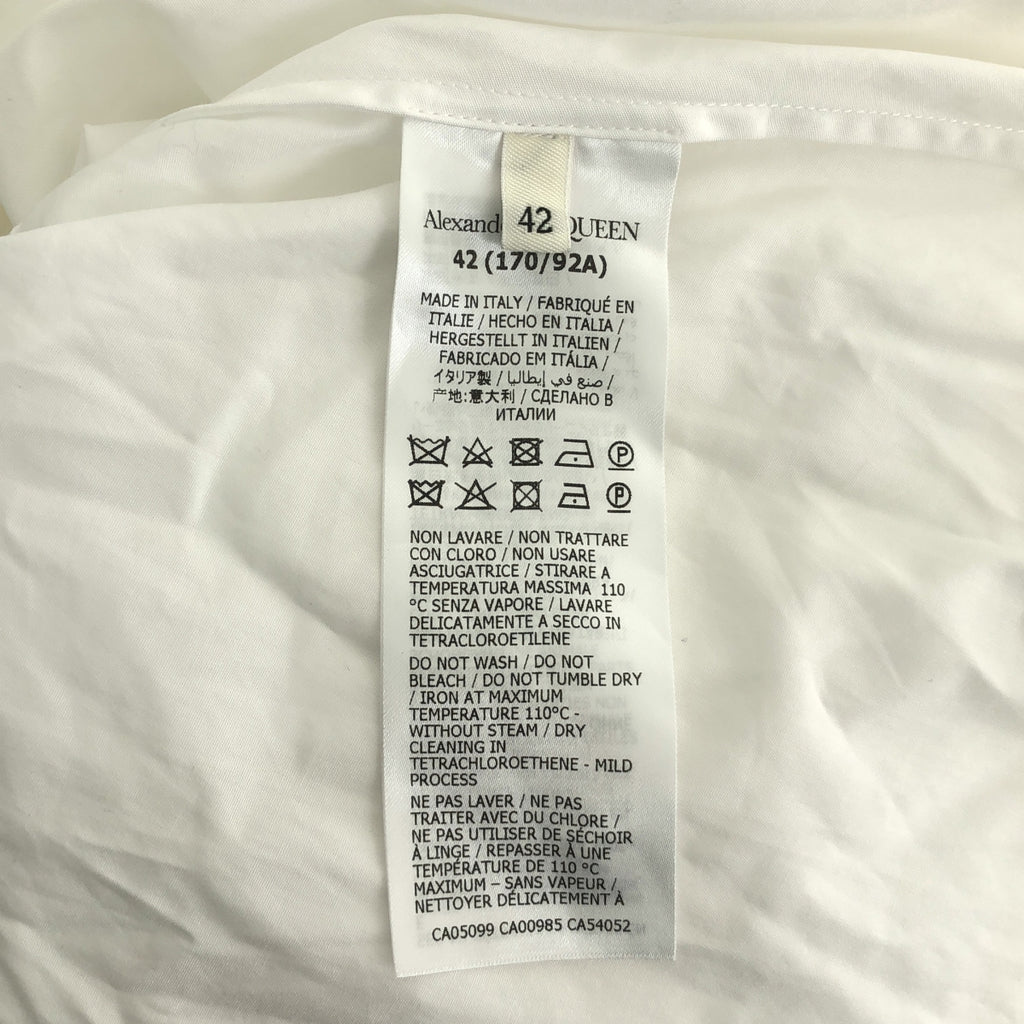 Alexand QUEEN
42
42 (170/92A)
MADE IN ITALY / FABRIQUÉ EN
ITALIE / HECHO EN ITALIA /
HERGESTELLT IN ITALIEN /
FABRICADO EM ITÁLIA /
イタリア製 / صنع في إيطاليا /
产地:意大利 / СДЕЛАНО В
ИТАЛИИ
P
P
NON LAVARE / NON TRATTARE
CON CLORO / NON USARE
ASCIUGATRICE / STIRARE A
TEMPERATURA MASSIMA 110
°C SENZA VAPORE / LAVARE
DELICATAMENTE A SECCO IN
TETRACLOROETILENE
DO NOT WASH / DO NOT
BLEACH / DO NOT TUMBLE DRY
/ IRON AT MAXIMUM
TEMPERATURE 110°C -
WITHOUT STEAM / DRY
CLEANING IN
TETRACHLOROETHENE - MILD
PROCESS
NE PAS LAVER / NE PAS
TRAITER AVEC DU CHLORE /
NE PAS UTILISER DE SÉCHOIR
À LINGE / REPASSER À UNE
TEMPÉRATURE DE 110 °C
MAXIMUM – SANS VAPEUR /
NETTOYER DÉLICATEMENT À
CA05099 CA00985 CA54052